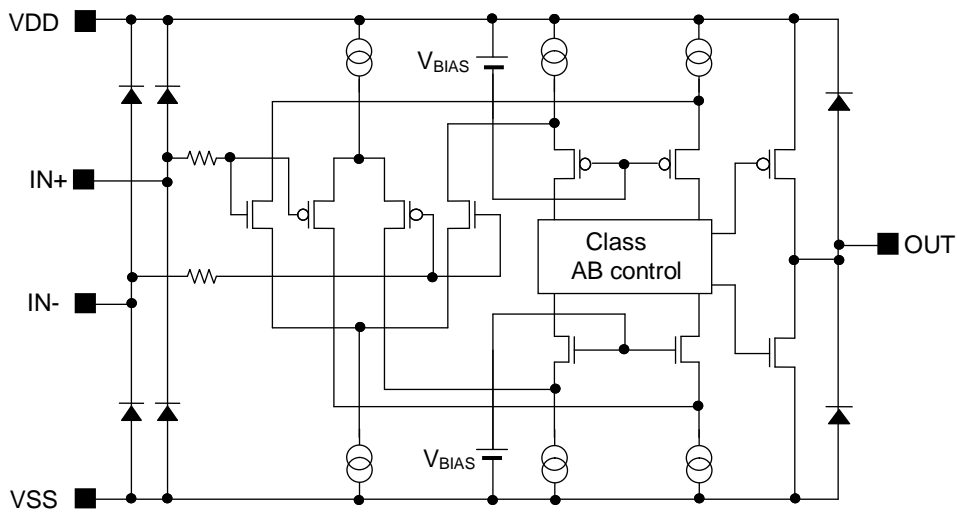 VDD
VBIAS
IN+
Class
AB control
OUT
IN-
VBIAS
VSS